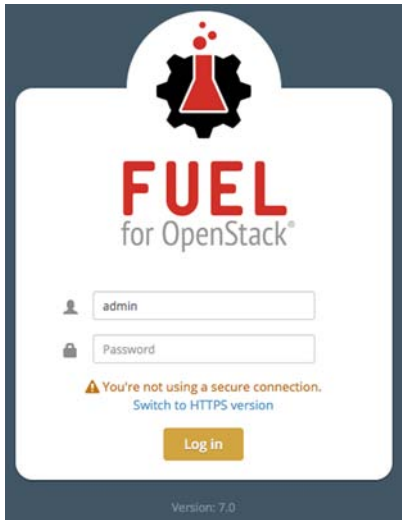 FUEL
for OpenStack®
admin
Password
You're not using a secure connection.
Switch to HTTPS version
Log in
Version: 7.0